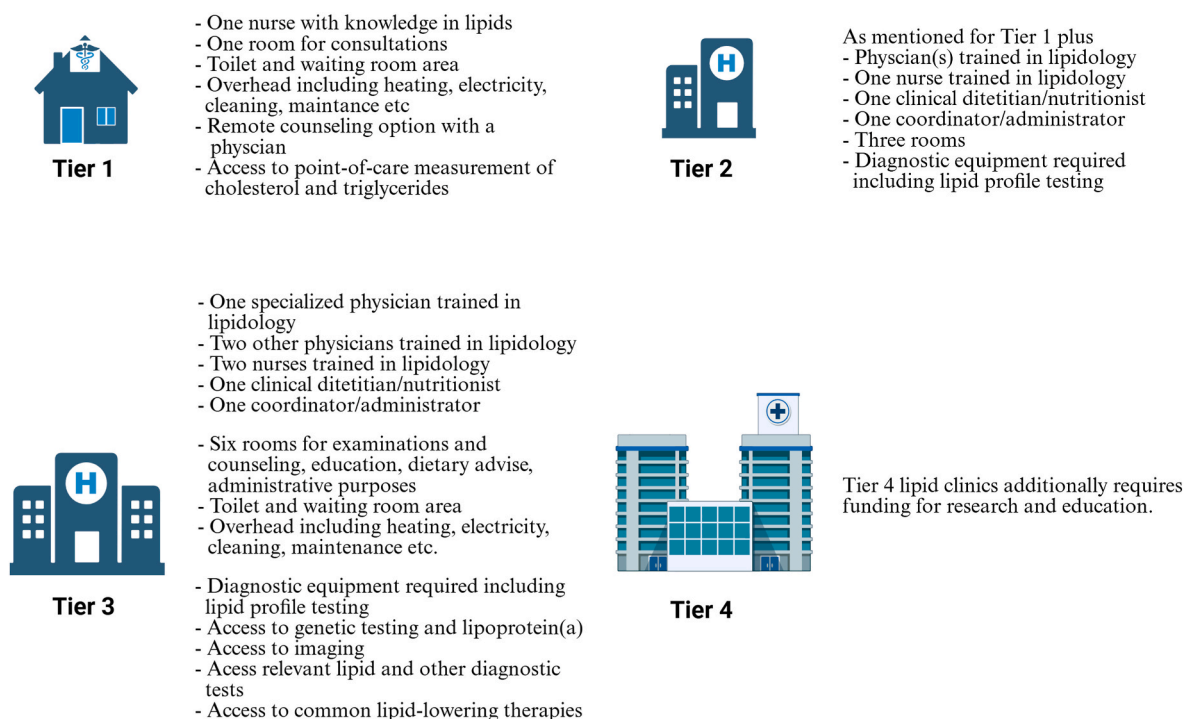 - One nurse with knowledge in lipids
- One room for consultations
- Toilet and waiting room area
- Overhead including heating, electricity,
cleaning, maintance etc
- Remote counseling option with a
physcian
- Access to point-of-care measurement of
cholesterol and triglycerides
Tier 1
As mentioned for Tier 1 plus
- Physcian(s) trained in lipidology
- One nurse trained in lipidology
- One clinical ditetitian/nutritionist
- One coordinator/administrator
- Three rooms
- Diagnostic equipment required
including lipid profile testing
H
Tier 2
- One specialized physician trained in
lipidology
- Two other physicians trained in lipidology
- Two nurses trained in lipidology
- One clinical ditetitian/nutritionist
- One coordinator/administrator
- Six rooms for examinations and
counseling, education, dietary advise,
administrative purposes
- Toilet and waiting room area
- Overhead including heating, electricity,
cleaning, maintenance etc.
- Diagnostic equipment required including
lipid profile testing
- Access to genetic testing and lipoprotein(a)
- Access to imaging
- Acess relevant lipid and other diagnostic
tests
- Access to common lipid-lowering therapies
H
Tier 3
Tier 4 lipid clinics additionally requires
funding for research and education.
Tier 4